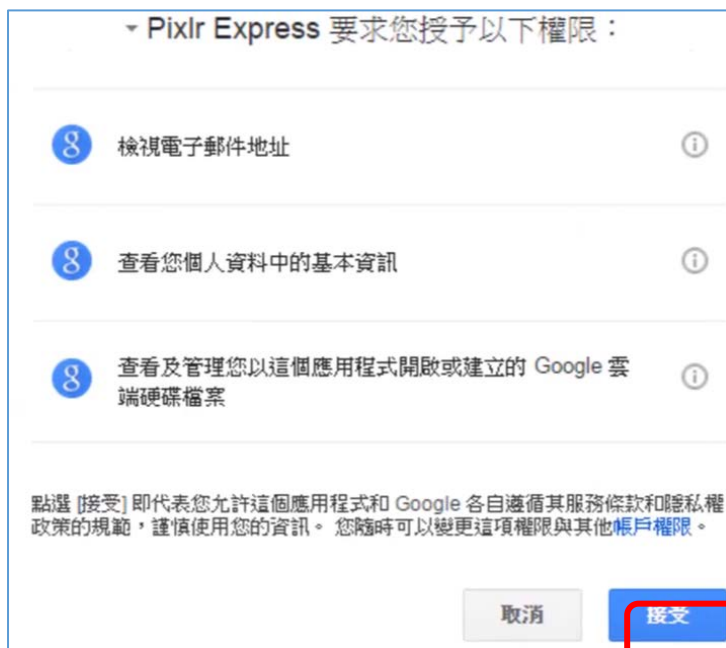 Pixlr Express 要求您授予以下權限：
檢視電子郵件地址
查看您個人資料中的基本資訊
查看及管理您以這個應用程式開啟或建立的 Google 雲
端硬碟檔案
點選 [接受] 即代表您允許這個應用程式和 Google 各自遵循其服務條款和隱私權
政策的規範，謹慎使用您的資訊。 您隨時可以變更這項權限與其他帳戶權限。
取消 接受